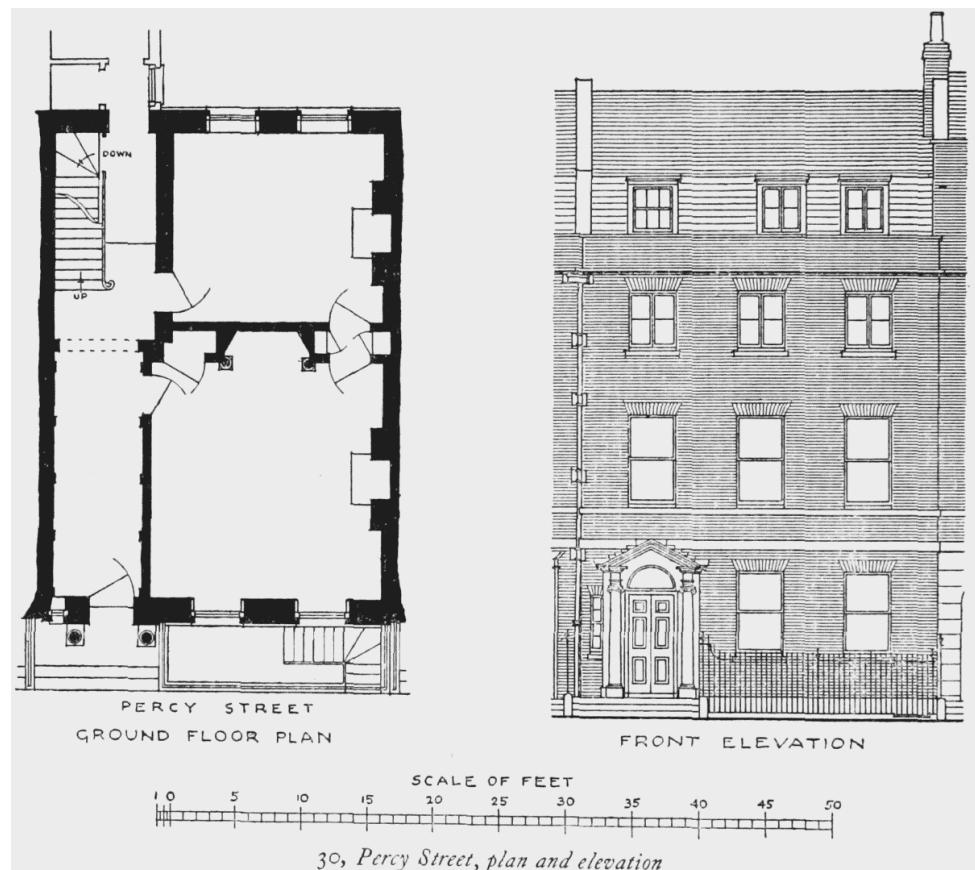 DOWN
UP
PERCY STREET
GROUND FLOOR PLAN
FRONT ELEVATION
SCALE OF FEET
1 0 5 10 15 20 25 30 35 40 45 50
30, Percy Street, plan and elevation